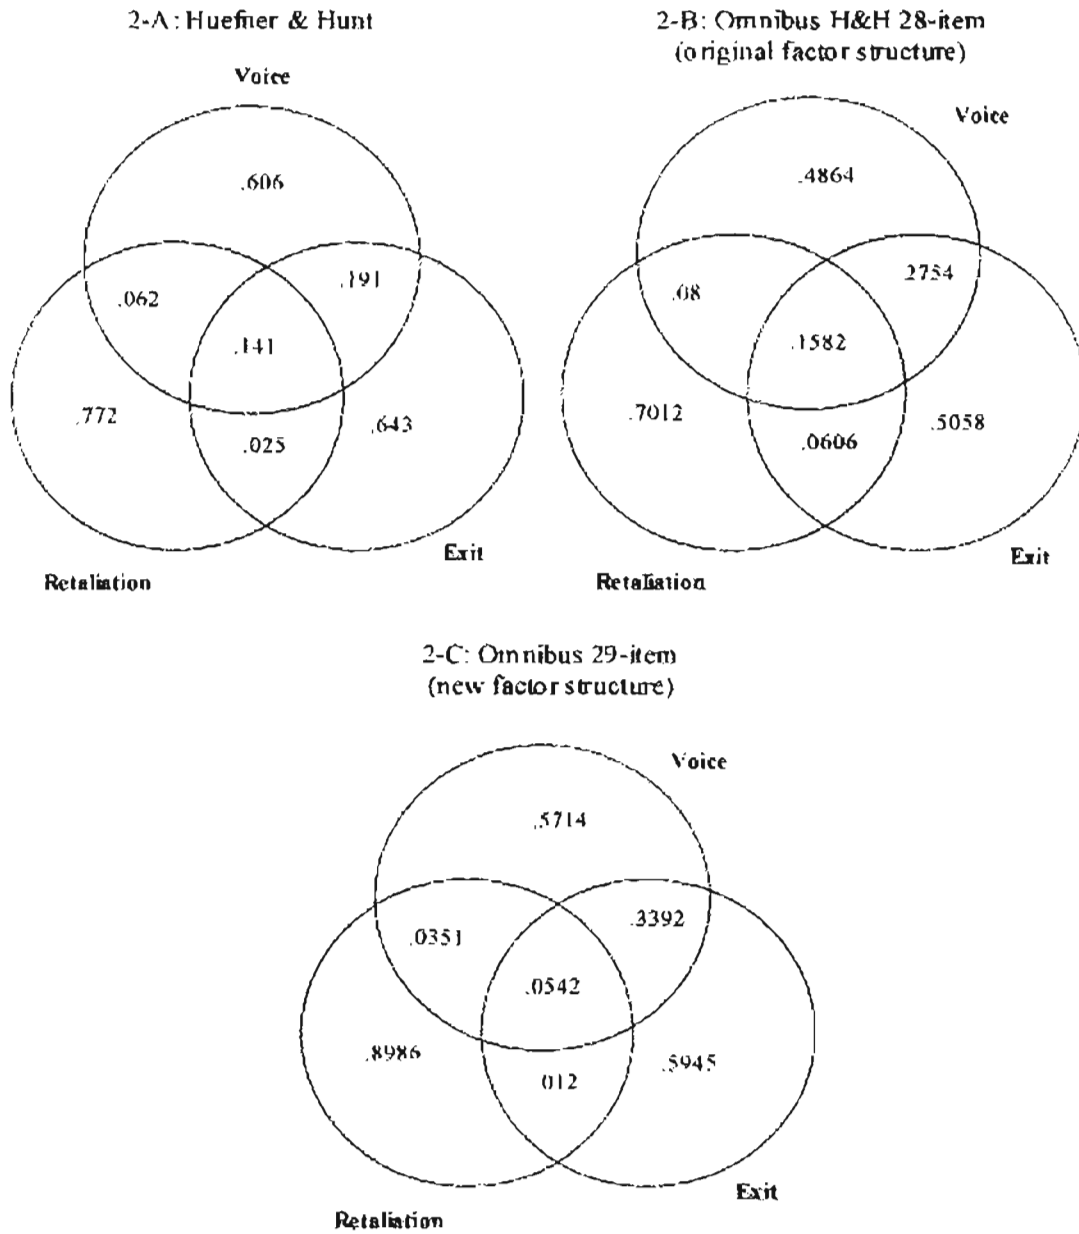 2-A: Huefner & Hunt
Voice
.606
.062
.191
.141
.772
.025
.643
Exit
Retaliation
2-B: Omnibus H&H 28-item
(original factor structure)
Voice
.4864
.08
2754
.1582
.7012
.0606
.5058
Exit
Retaliation
2-C: Omnibus 29-item
(new factor structure)
Voice
.5714
.0351
.3392
.0542
.8986
012
.5945
Exit
Retaliation